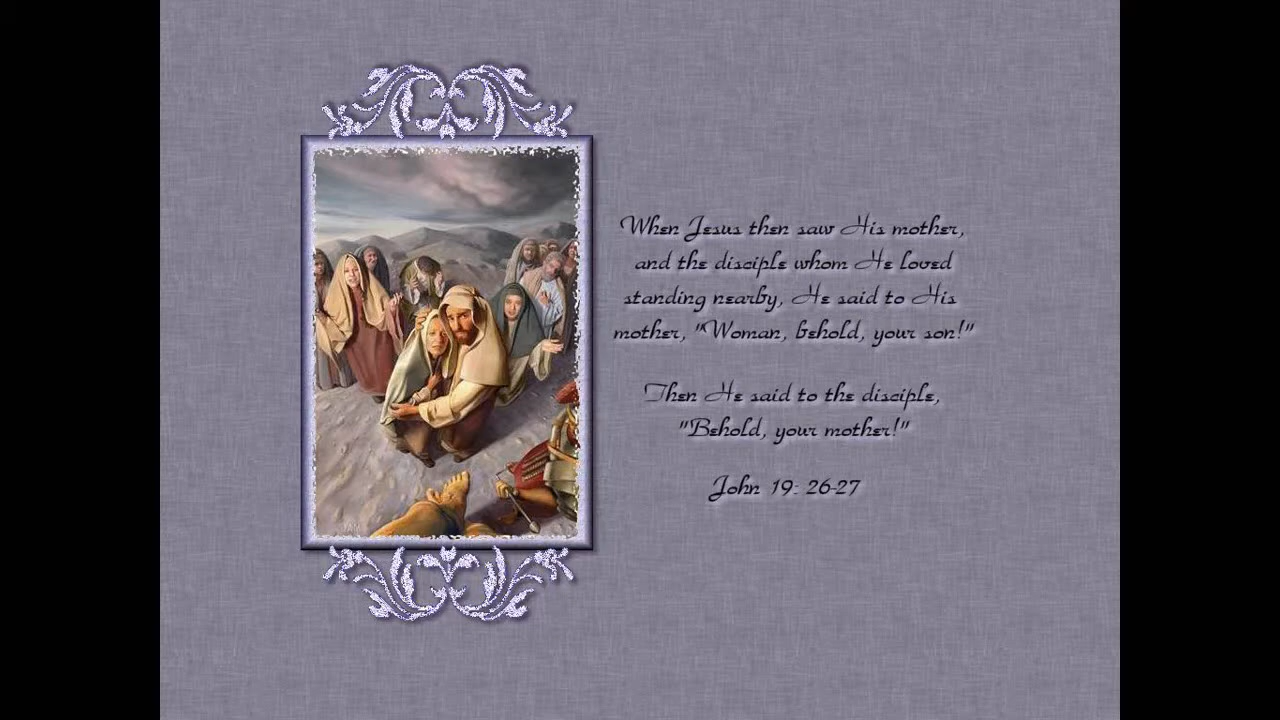 When Jesus then saw His mother,
and the disciple whom He loved
standing nearby, He said to His
mother, "Woman, behold, your son!"
Then He said to the disciple,
"Behold, your mother!"
John 19: 26-27